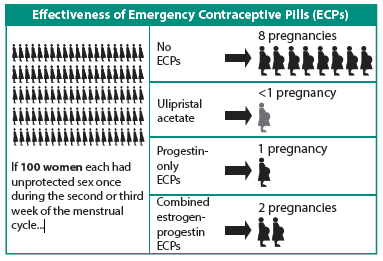 Effectiveness of Emergency Contraceptive Pills (ECPs)
If 100 women each had
unprotected sex once
during the second or third
week of the menstrual
cycle...
No
ECPs
8 pregnancies
Ulipristal
acetate
<1 pregnancy
Progestin-
only
ECPs
1 pregnancy
Combined
estrogen-
progestin
ECPs
2 pregnancies